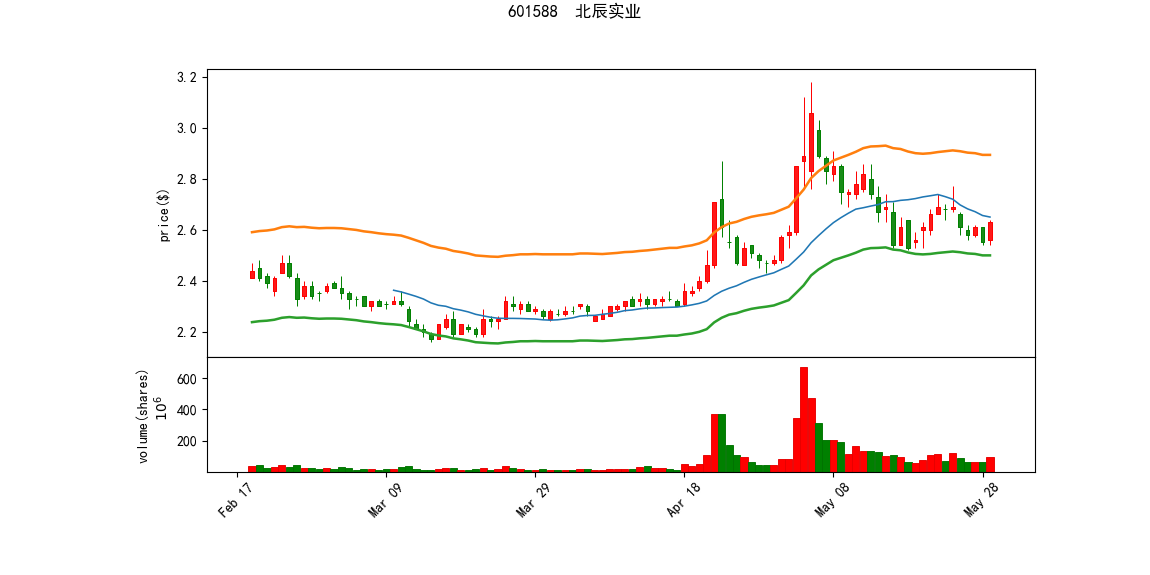 601588 北辰实业
price($)
3.2
3.0
2.8
2.6
2.4
2.2
volume(shares)
10^6
600
400
200
Feb 17
Mar 09
Mar 29
Apr 18
May 08
May 28